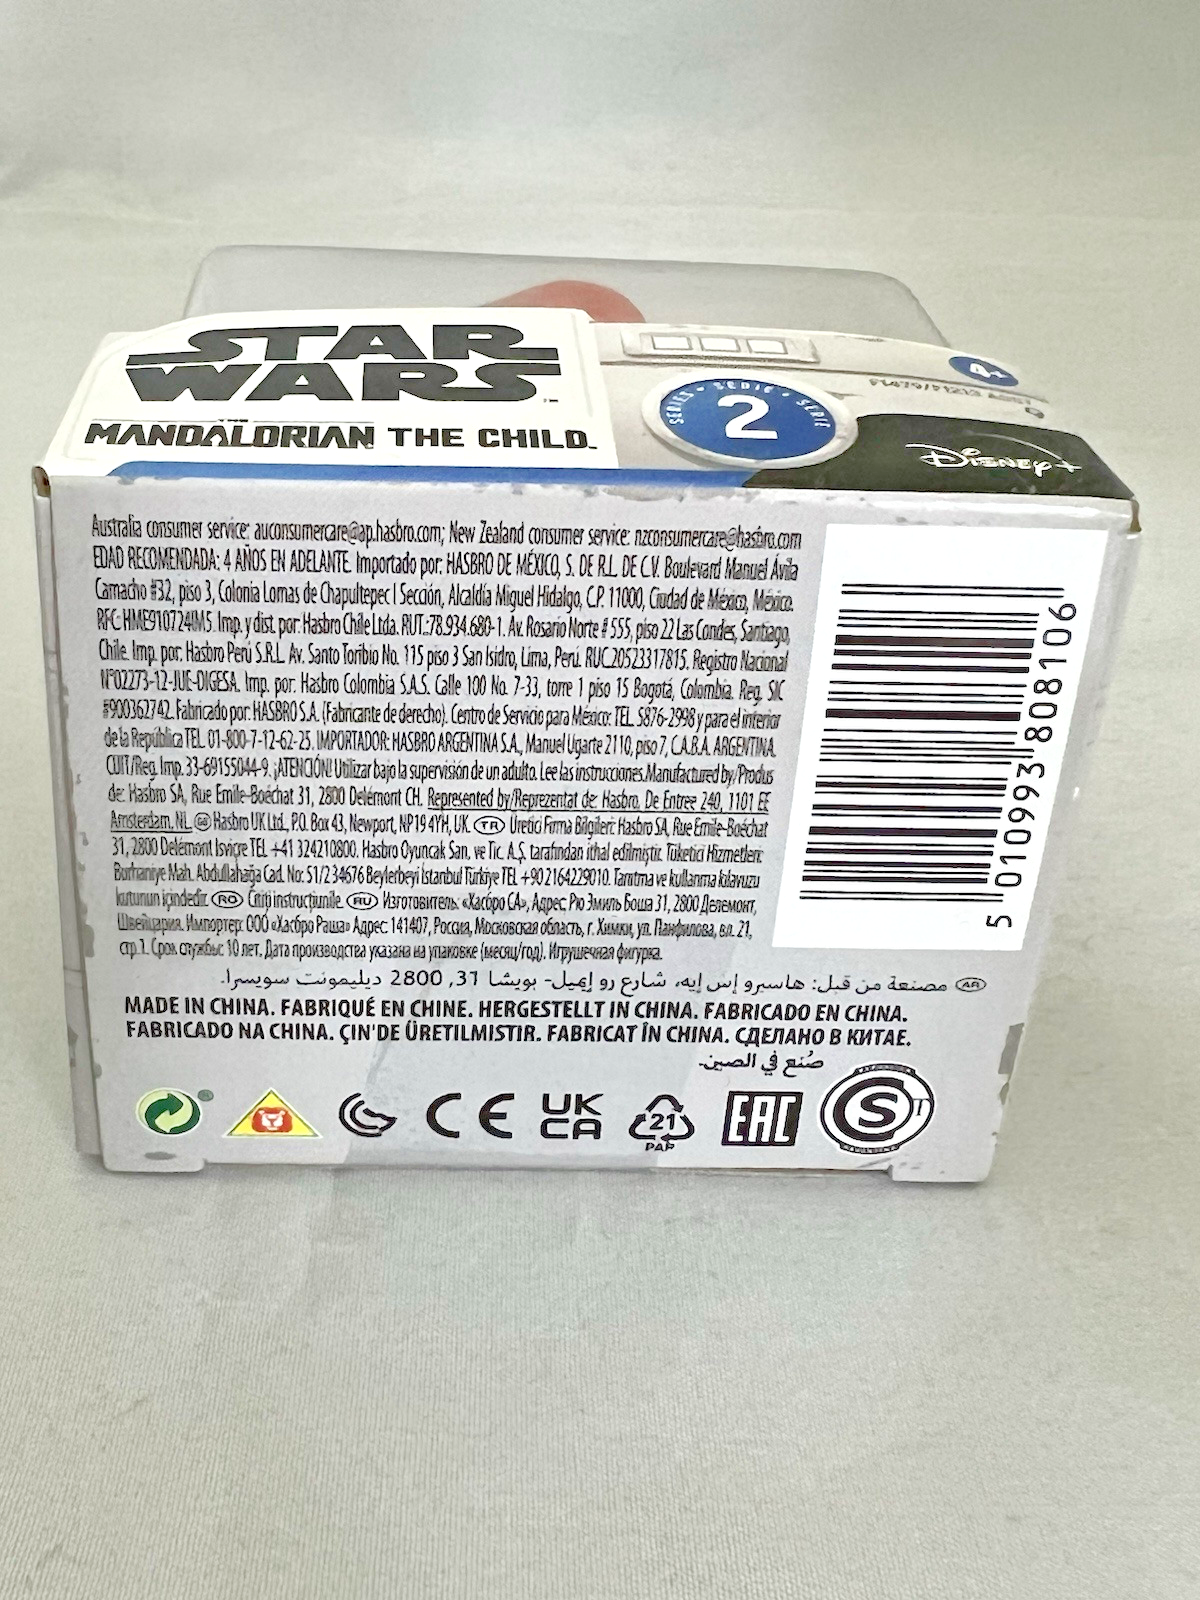 STAR
WARS™
THE
MANDALORIAN THE CHILD™
SERIES • SERIE • SÉRIE
2
4+
F1479/F1213 ASST
Disney+
Australia consumer service: auconsumercare@ap.hasbro.com; New Zealand consumer service: nzconsumercare@hasbro.com
EDAD RECOMENDADA: 4 AÑOS EN ADELANTE. Importado por: HASBRO DE MÉXICO, S. DE R.L. DE C.V. Boulevard Manuel Ávila
Camacho #32, piso 3, Colonia Lomas de Chapultepec I Sección, Alcaldía Miguel Hidalgo, C.P. 11000, Ciudad de México, México.
RFC: HME910724IM5. Imp. y dist. por: Hasbro Chile Ltda. RUT.:78.934.680-1. Av. Rosario Norte # 555, piso 22 Las Condes, Santiago,
Chile. Imp. por: Hasbro Perú S.R.L. Av. Santo Toribio No. 115 piso 3 San Isidro, Lima, Perú. RUC 20523317815. Registro Nacional
N°02273-12-JUE-DIGESA. Imp. por: Hasbro Colombia S.A.S. Calle 100 No. 7-33, torre 1 piso 15 Bogotá, Colombia. Reg. SIC
#900362742. Fabricado por: HASBRO S.A. (Fabricante de derecho). Centro de Servicio para México: TEL. 5876-2998 y para el interior
de la República TEL. 01-800-7-12-62-25. IMPORTADOR: HASBRO ARGENTINA S.A., Manuel Ugarte 2110, piso 7, C.A.B.A. ARGENTINA.
CUIT/Reg. Imp. 33-69155044-9. ¡ATENCIÓN! Utilizar bajo la supervisión de un adulto. Lee las instrucciones.Manufactured by/Produs
de: Hasbro SA, Rue Emile-Boéchat 31, 2800 Delémont CH. Represented by/Reprezentat de: Hasbro, De Entree 240, 1101 EE
Amsterdam, NL. GB Hasbro UK Ltd., P.O. Box 43, Newport, NP19 4YH, UK. TR Üretici Firma Bilgileri: Hasbro SA, Rue Emile-Boéchat
31, 2800 Delémont İsviçre TEL +41 324210800. Hasbro Oyuncak San. ve Tic. A.Ş. tarafından ithal edilmiştir. Tüketici Hizmetleri:
Burhaniye Mah. Abdullahağa Cad. No: 51/2 34676 Beylerbeyi İstanbul Türkiye TEL +90 2164229010. Tanıtma ve kullanma kılavuzu
kutunun içindedir. RO Citiți instrucțiunile. RU Изготовитель: «Хасбро СА», Адрес: Рю Эмиль Боша 31, 2800 Делемонт,
Швейцария. Импортер: ООО «Хасбро Раша» Адрес: 141407, Россия, Московская область, г. Химки, ул. Панфилова, вл. 21,
стр.1. Срок службы: 10 лет. Дата производства указана на упаковке (месяц/год). Игрушечная фигурка.
AR مصنعة من قبل: هاسبرو إس إيه، شارع رو إيميل- بويشا 31, 2800 ديليمونت سويسرا.
MADE IN CHINA. FABRIQUÉ EN CHINE. HERGESTELLT IN CHINA. FABRICADO EN CHINA.
FABRICADO NA CHINA. ÇIN'DE ÜRETILMISTIR. FABRICAT ÎN CHINA. СДЕЛАНО В КИТАЕ.
صُنع في الصين.
5 010993 808106
CE
UK
CA
21
PAP
EAC
S